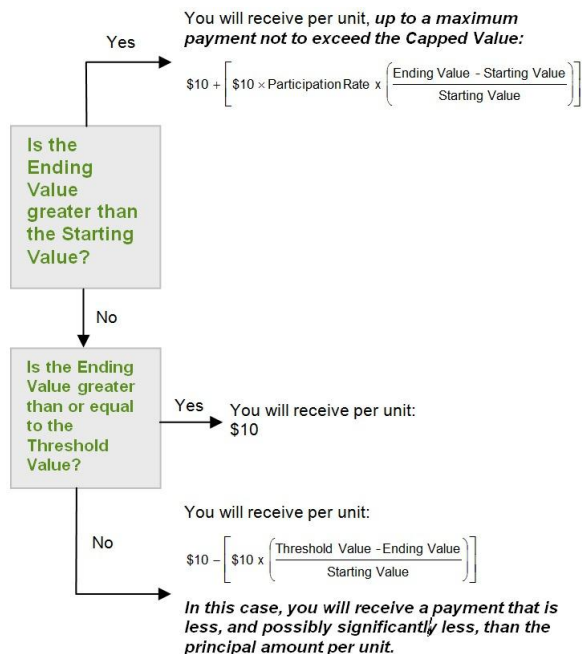 You will receive per unit, up to a maximum
payment not to exceed the Capped Value:
Yes
$10 + [$10 × Participation Rate x (Ending Value - Starting Value / Starting Value)]
Is the
Ending
Value
greater than
the Starting
Value?
No
Is the Ending
Value greater
than or equal
to the
Threshold
Value?
Yes
You will receive per unit:
$10
You will receive per unit:
No
$10 – [$10 x (Threshold Value - Ending Value / Starting Value)]
In this case, you will receive a payment that is
less, and possibly significantly less, than the
principal amount per unit.